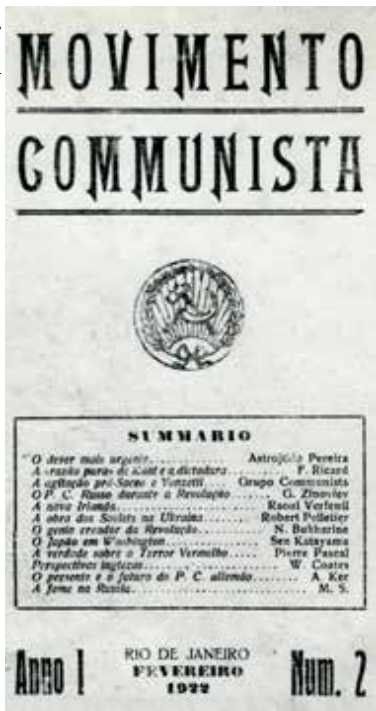 MOVIMENTO
COMMUNISTA
SUMMARIO
O dever mais urgente........... Astrojildo Pereira
A «razão pura» de Kant e a dictadura....... F. Ricard
A agitação pró-Sacco e Vanzetti.... Grupo Communista
O P. C. Russo durante a Revolução...... G. Zinoviev
A nova Irlanda.............. Raoul Verfeuil
A obra dos Soviets na Ukraina...... Robert Pelletier
O genio creador da Revolução....... N. Bukharine
O Japão em Washington......... Sen Katayama
A verdade sobre o Terror Vermelho..... Pierre Pascal
Perspectivas inglezas............ W. Coates
O presente e o futuro do P. C. allemão........ A. Ker
A fome na Russia..................... M. S.
Anno I
RIO DE JANEIRO
FEVEREIRO
1922
Num. 2